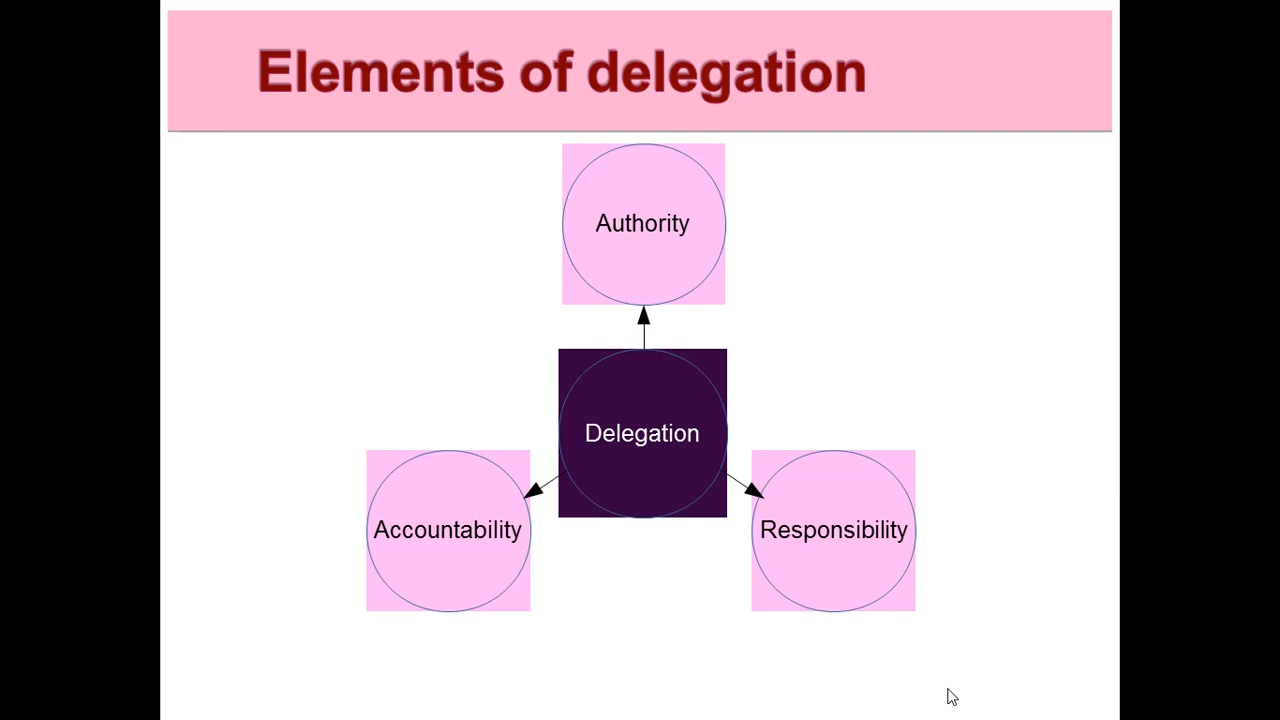 Elements of delegation
Authority
Delegation
Accountability
Responsibility